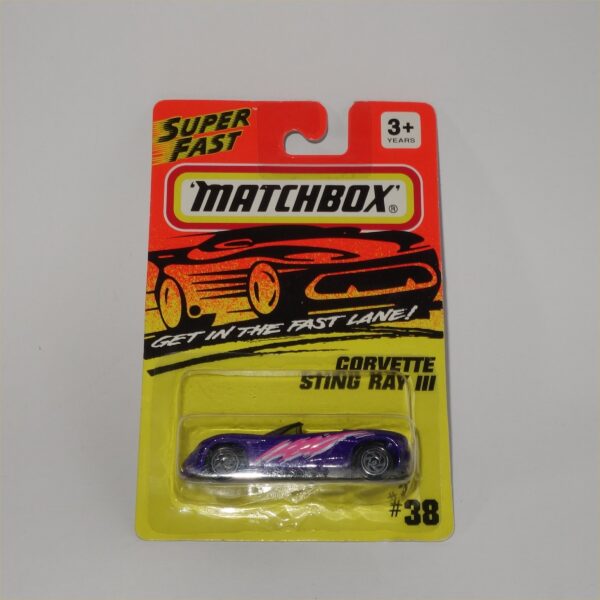 SUPER
FAST
3+
YEARS
'MATCHBOX'®
GET IN THE FAST LANE!
CORVETTE
STING RAY III
#38